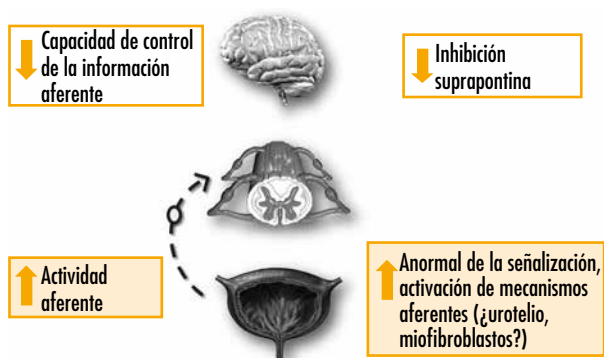 Capacidad de control
de la información
aferente
Inhibición
suprapontina
Actividad
aferente
Anormal de la señalización,
activación de mecanismos
aferentes (¿urotelio,
miofibroblastos?)